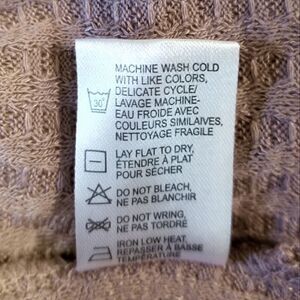 MACHINE WASH COLD
WITH LIKE COLORS,
DELICATE CYCLE/
LAVAGE MACHINE-
EAU FROIDE AVEC
COULEURS SIMILAIVES,
NETTOYAGE FRAGILE
30°
LAY FLAT TO DRY,
ÉTENDRE À PLAT
POUR SÉCHER
DO NOT BLEACH,
NE PAS BLANCHIR
DO NOT WRING,
NE PAS TORDRE
IRON LOW HEAT,
REPASSER À BASSE
TEMPÉRATURE